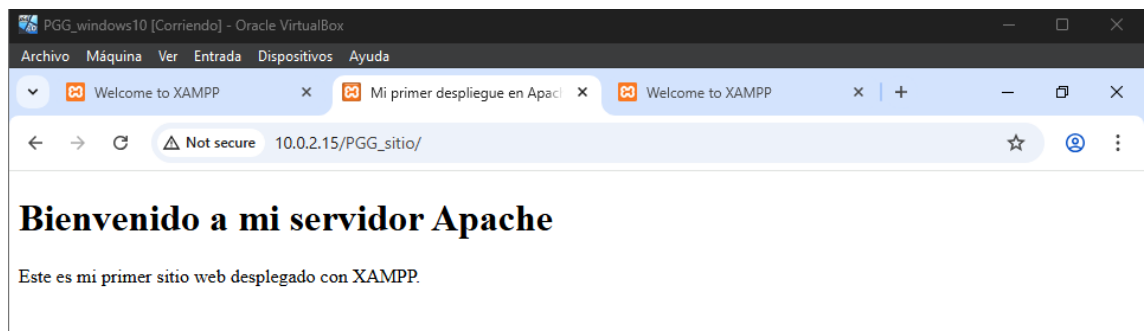 PGG_windows10 [Corriendo] - Oracle VirtualBox
Archivo Máquina Ver Entrada Dispositivos Ayuda
Welcome to XAMPP Mi primer despliegue en Apac Welcome to XAMPP
Not secure 10.0.2.15/PGG_sitio/
Bienvenido a mi servidor Apache
Este es mi primer sitio web desplegado con XAMPP.